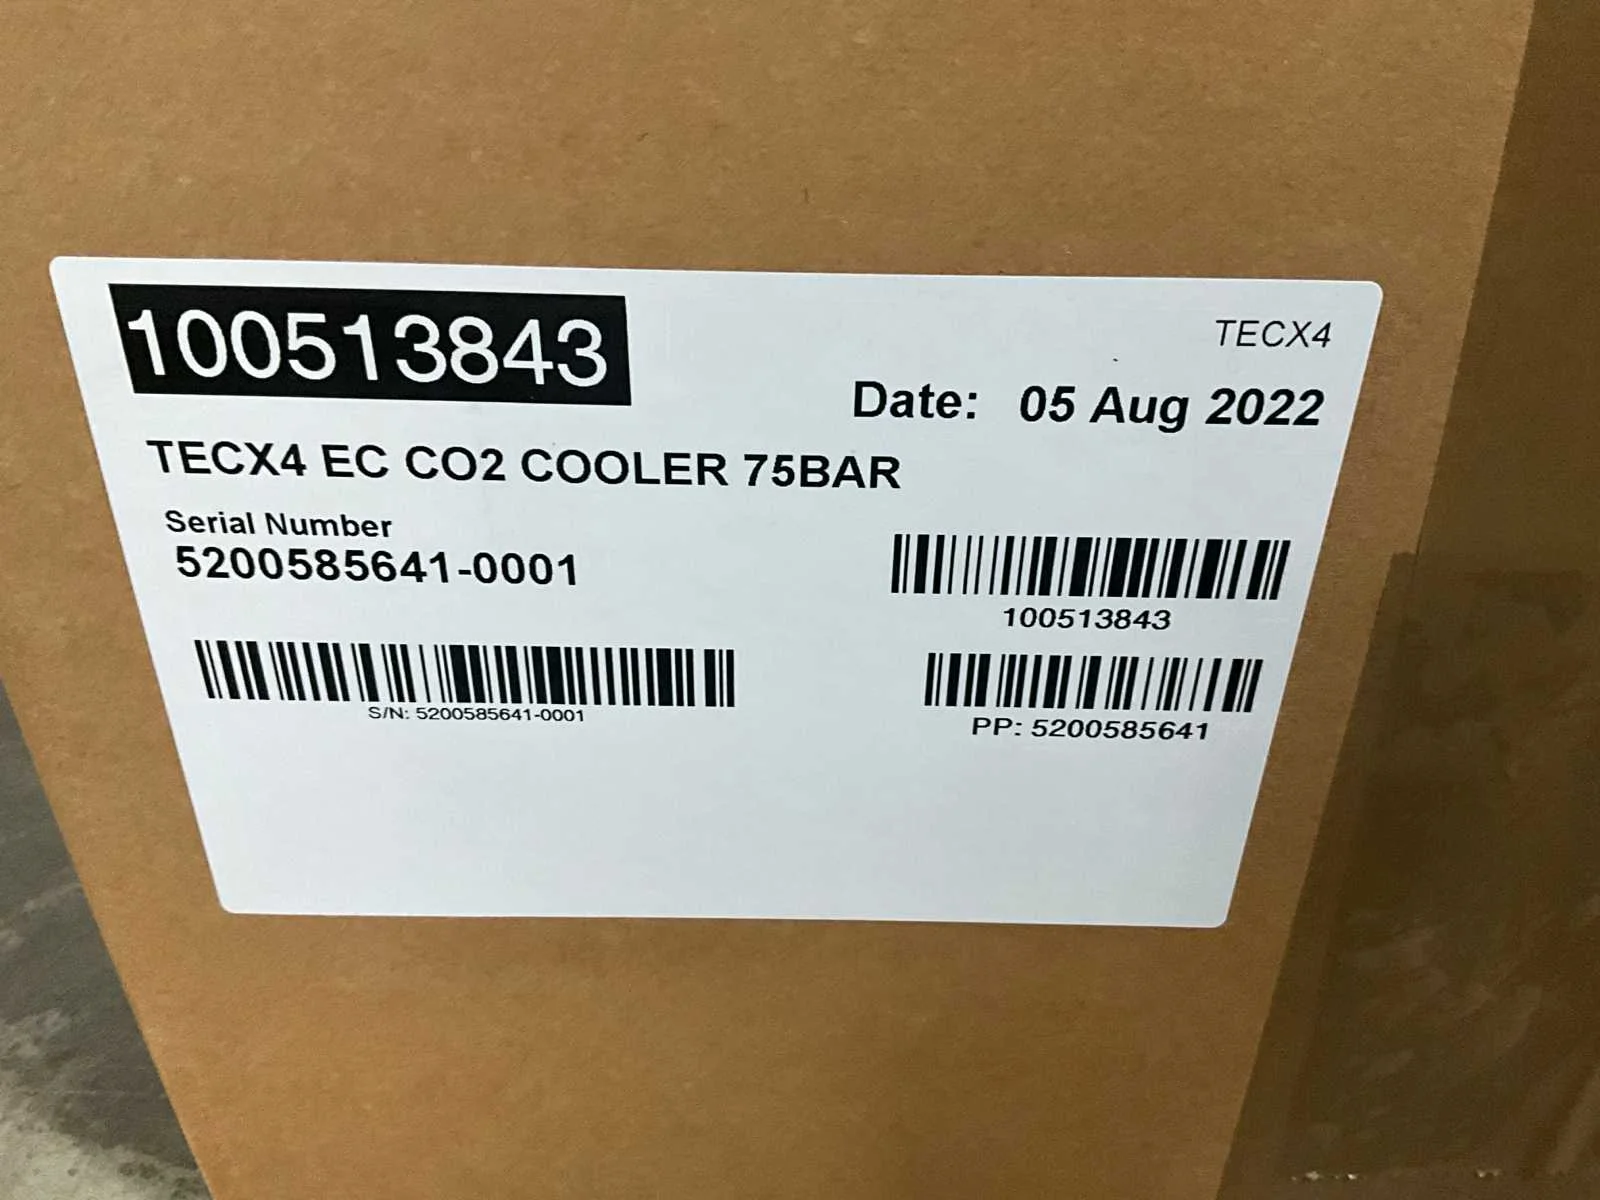 100513843
TECX4
Date: 05 Aug 2022
TECX4 EC CO2 COOLER 75BAR
Serial Number
5200585641-0001
100513843
S/N: 5200585641-0001
PP: 5200585641